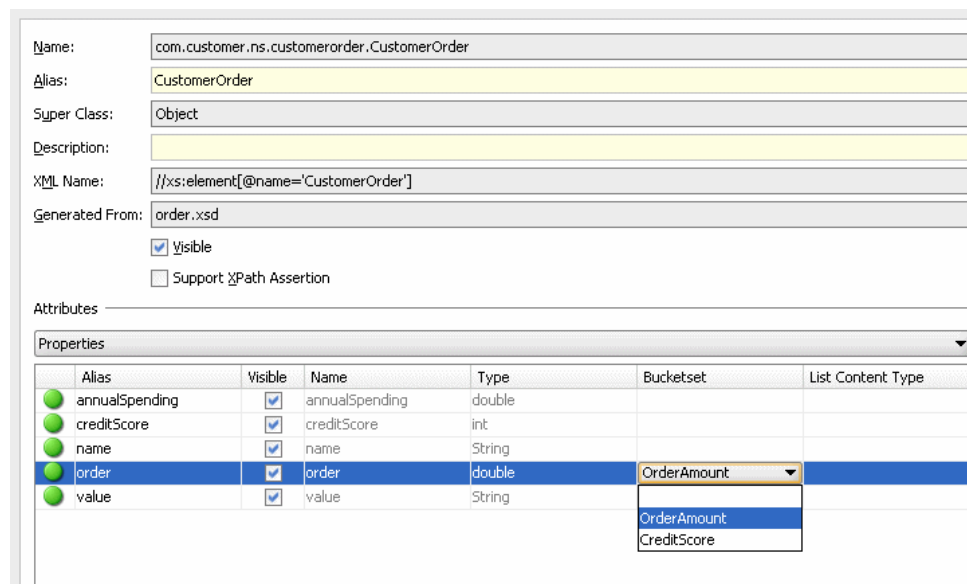 Name: com.customer.ns.customerorder.CustomerOrder
Alias: CustomerOrder
Super Class: Object
Description:
XML Name: //xs:element[@name='CustomerOrder']
Generated From: order.xsd
Visible
Support XPath Assertion
Attributes
Properties
Alias Visible Name Type Bucketset List Content Type
annualSpending annualSpending double
creditScore creditScore int
name name String
order order double OrderAmount
value value String
OrderAmount
CreditScore